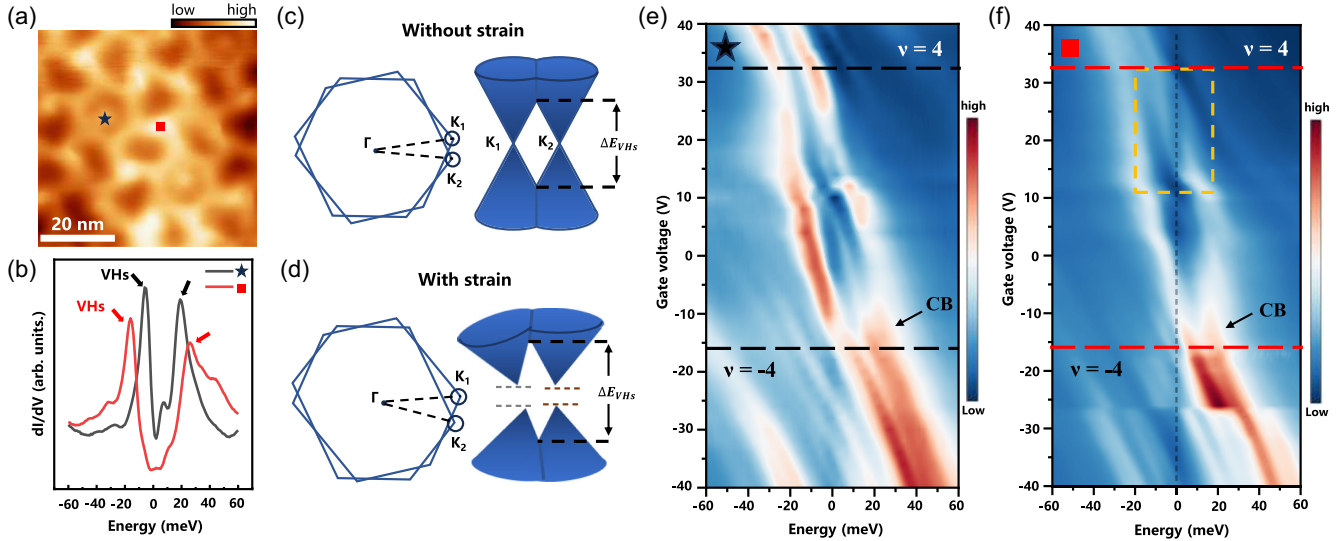 (a)
low
high
20 nm
(b)
VHs
VHs
dI/dV (arb. units.)
-60 -40 -20 0 20 40 60
Energy (meV)
(c)
Without strain
Γ
K1
K2
K1
K2
ΔE_VHs
(d)
With strain
Γ
K1
K2
ΔE_VHs
(e)
ν = 4
CB
ν = -4
40
30
20
10
0
-10
-20
-30
-40
Gate voltage (V)
-60 -40 -20 0 20 40 60
Energy (meV)
high
Low
(f)
ν = 4
CB
ν = -4
40
30
20
10
0
-10
-20
-30
-40
Gate voltage (V)
-60 -40 -20 0 20 40 60
Energy (meV)
high
Low